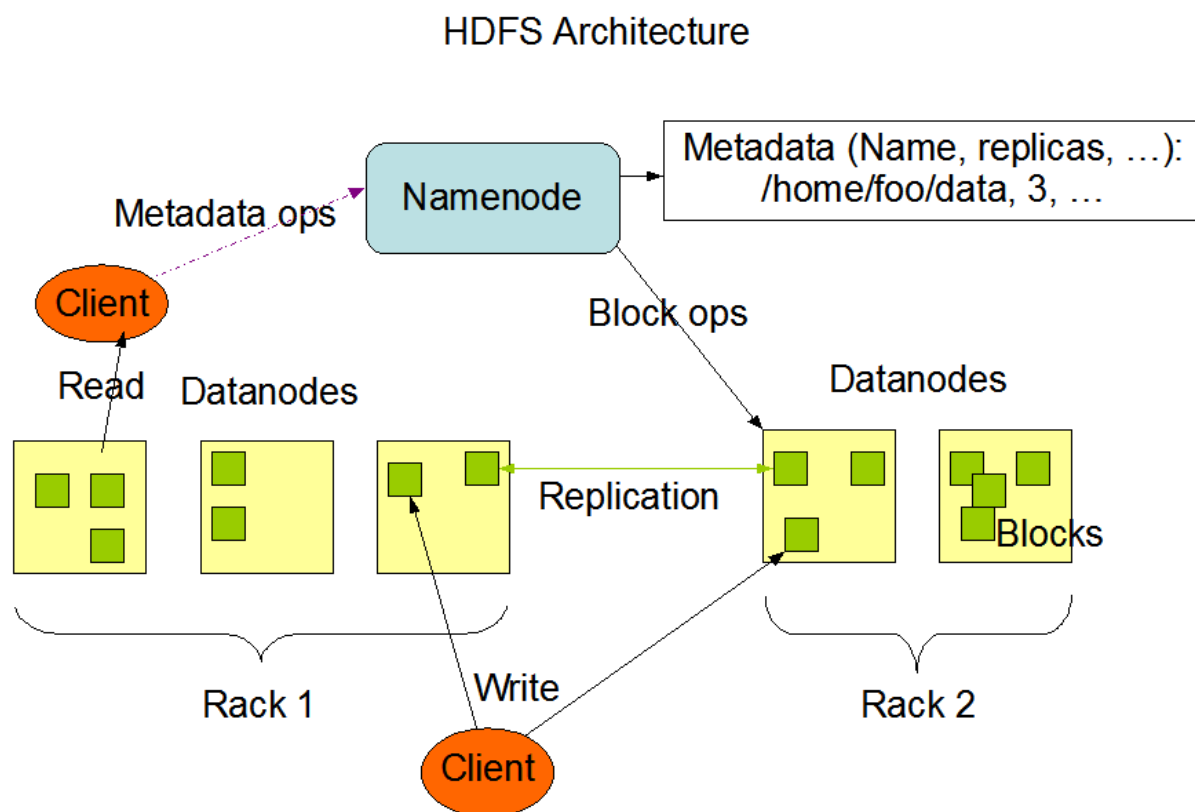 HDFS Architecture
Metadata (Name, replicas, …):
/home/foo/data, 3, …
Namenode
Metadata ops
Client
Block ops
Read
Datanodes
Datanodes
Replication
Blocks
Write
Rack 1
Rack 2
Client